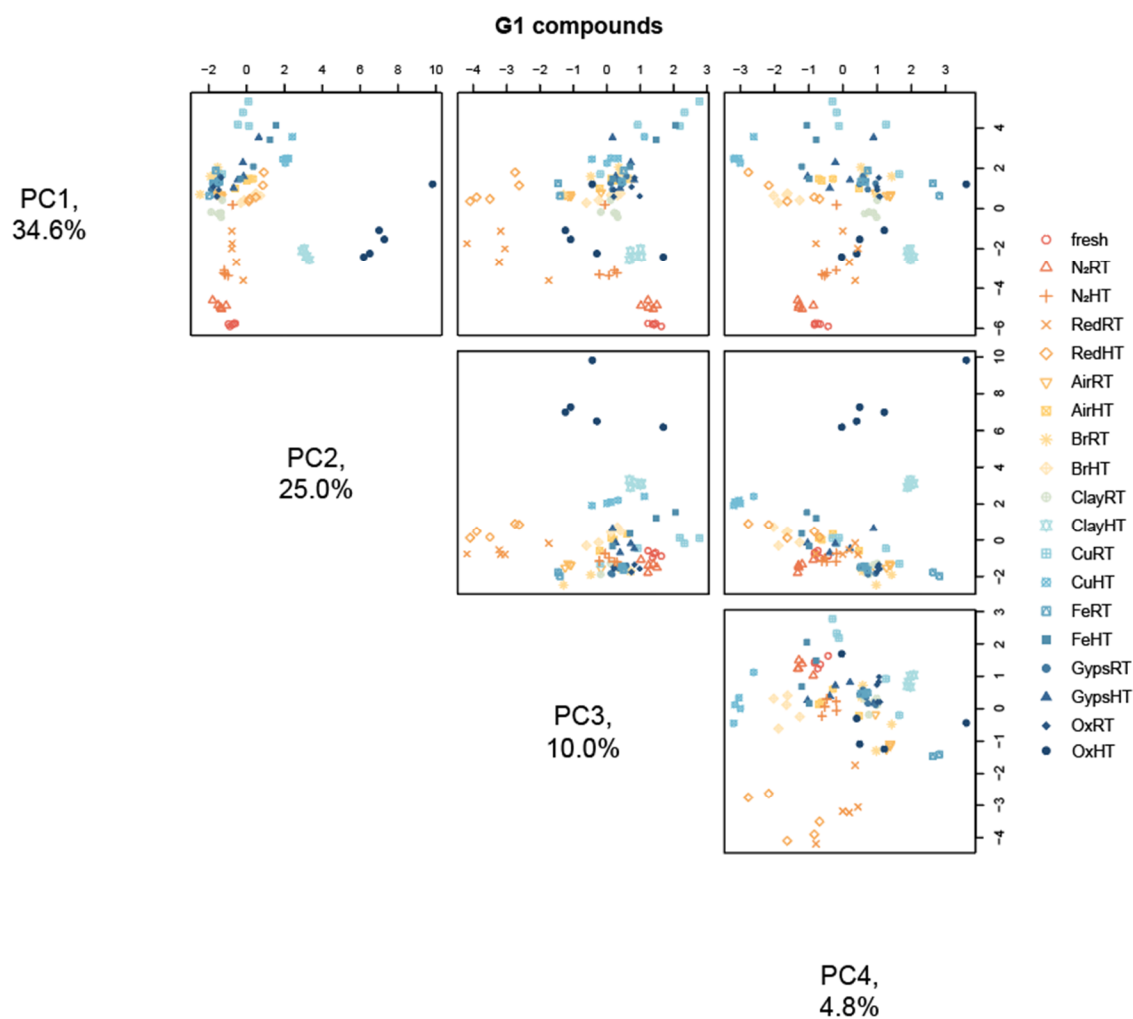 G1 compounds
−2 0 2 4 6 8 10
−4 −3 −2 −1 0 1 2 3
−3 −2 −1 0 1 2 3
PC1,
34.6%
4
2
0
−2
−4
−6
PC2,
25.0%
10
8
6
4
2
0
−2
PC3,
10.0%
3
2
1
0
−1
−2
−3
−4
PC4,
4.8%
fresh
N₂RT
N₂HT
RedRT
RedHT
AirRT
AirHT
BrRT
BrHT
ClayRT
ClayHT
CuRT
CuHT
FeRT
FeHT
GypsRT
GypsHT
OxRT
OxHT